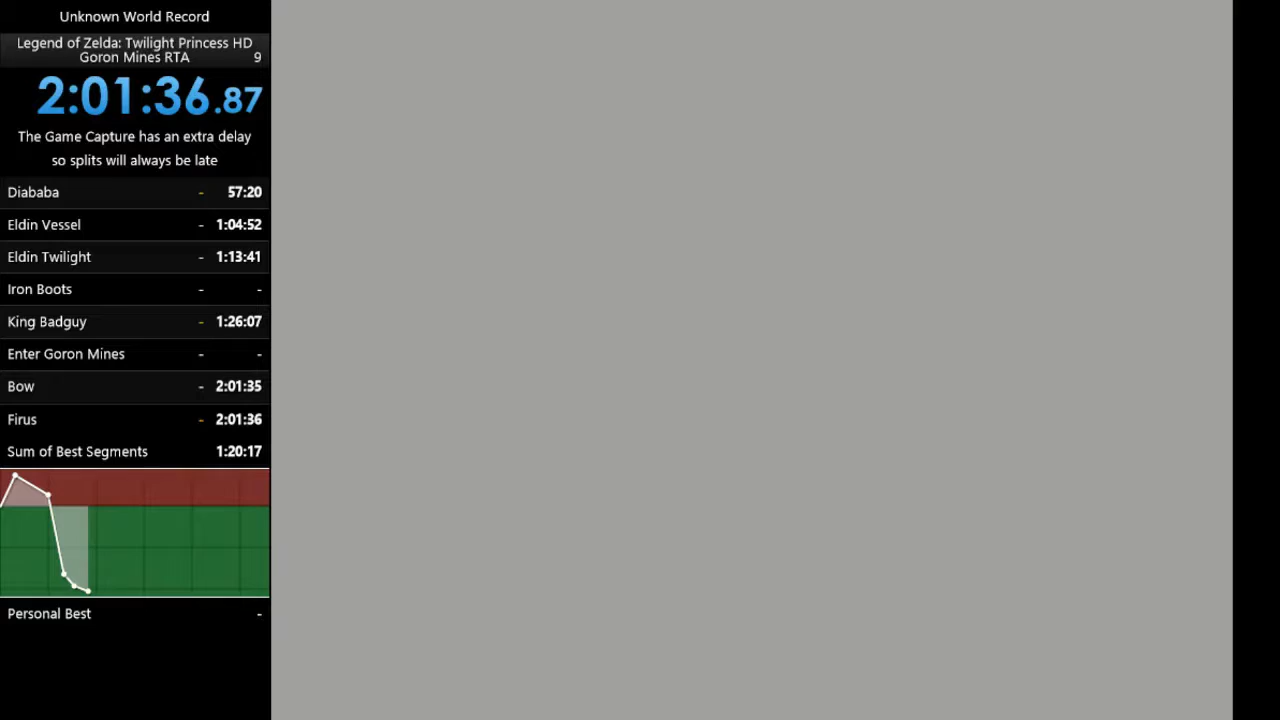 Unknown World Record
Legend of Zelda: Twilight Princess HD
Goron Mines RTA 9
2:01:36.87
The Game Capture has an extra delay
so splits will always be late
Diababa - 57:20
Eldin Vessel - 1:04:52
Eldin Twilight - 1:13:41
Iron Boots - -
King Badguy - 1:26:07
Enter Goron Mines - -
Bow - 2:01:35
Firus - 2:01:36
Sum of Best Segments 1:20:17
Personal Best -